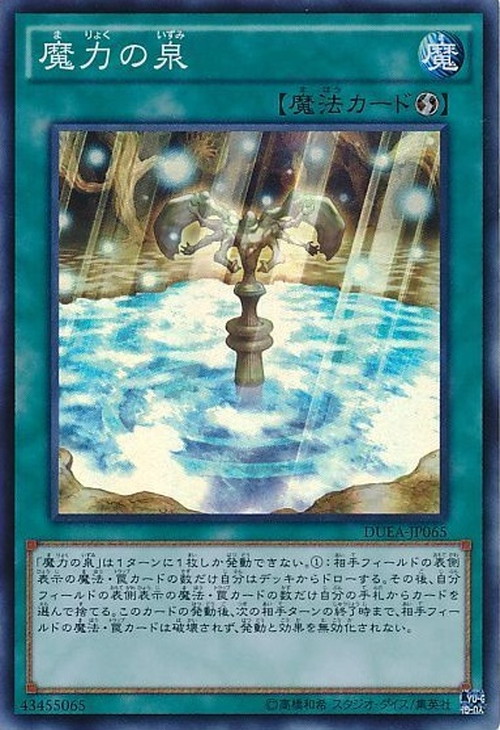 魔力の泉
魔
【魔法カード】
DUEA-JP065
「魔力の泉」は1ターンに1枚しか発動できない。①：相手フィールドの表側
表示の魔法・罠カードの数だけ自分はデッキからドローする。その後、自分
フィールドの表側表示の魔法・罠カードの数だけ自分の手札からカードを
選んで捨てる。このカードの発動後、次の相手ターンの終了時まで、相手フィー
ルドの魔法・罠カードは破壊されず、発動と効果を無効化されない。
43455065
©高橋和希 スタジオ・ダイス/集英社